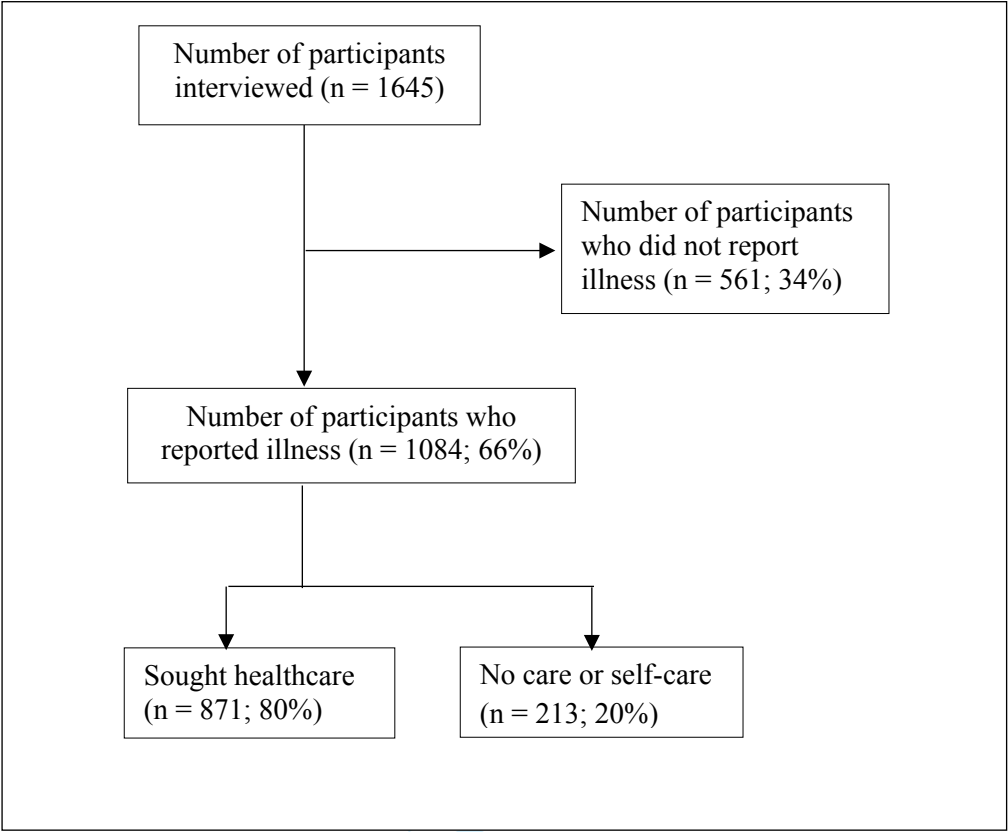 Number of participants
interviewed (n = 1645)
Number of participants
who did not report
illness (n = 561; 34%)
Number of participants who
reported illness (n = 1084; 66%)
Sought healthcare
(n = 871; 80%)
No care or self-care
(n = 213; 20%)